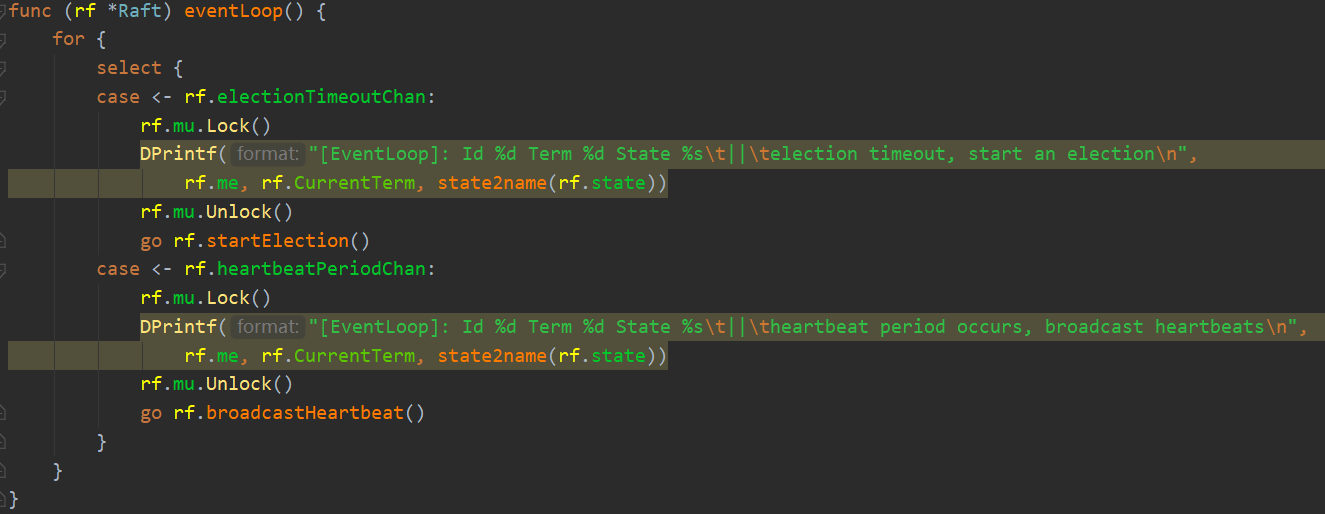 func (rf *Raft) eventLoop() {
    for {
        select {
        case <- rf.electionTimeoutChan:
            rf.mu.Lock()
            DPrintf( format: "[EventLoop]: Id %d Term %d State %s\t||\telection timeout, start an election\n",
                rf.me, rf.CurrentTerm, state2name(rf.state))
            rf.mu.Unlock()
            go rf.startElection()
        case <- rf.heartbeatPeriodChan:
            rf.mu.Lock()
            DPrintf( format: "[EventLoop]: Id %d Term %d State %s\t||\theartbeat period occurs, broadcast heartbeats\n",
                rf.me, rf.CurrentTerm, state2name(rf.state))
            rf.mu.Unlock()
            go rf.broadcastHeartbeat()
        }
    }
}